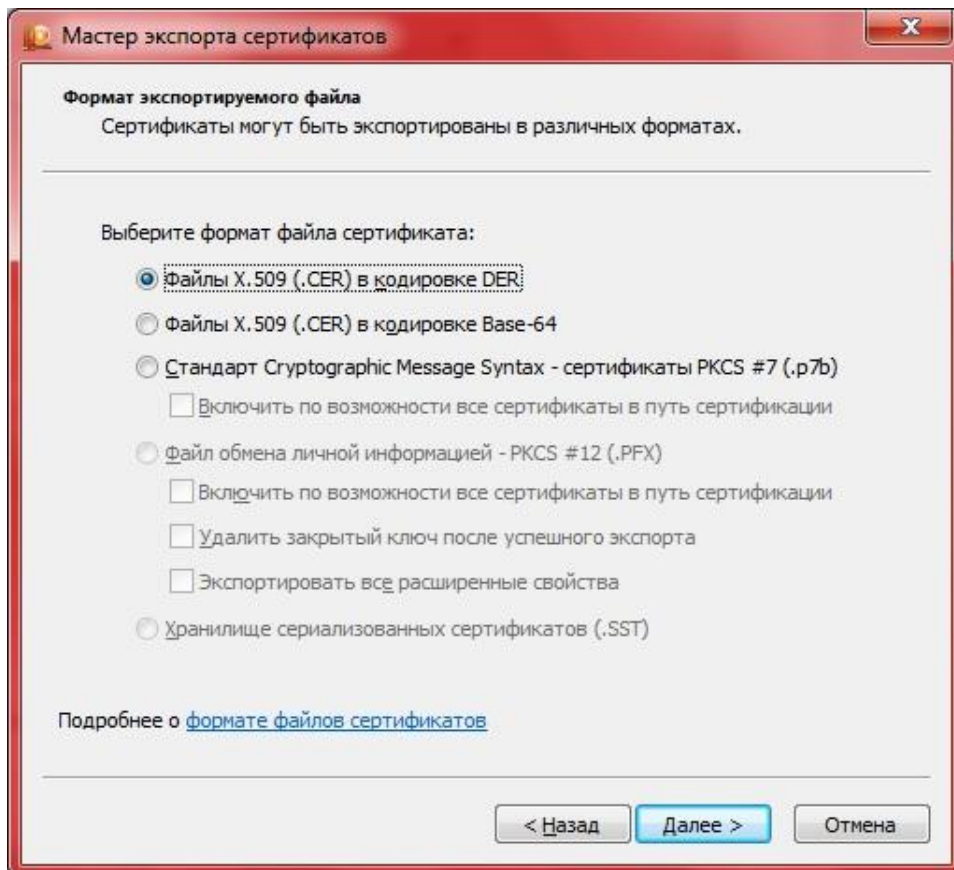 Мастер экспорта сертификатов
Формат экспортируемого файла
Сертификаты могут быть экспортированы в различных форматах.
Выберите формат файла сертификата:
Файлы X.509 (.CER) в кодировке DER
Файлы X.509 (.CER) в кодировке Base-64
Стандарт Cryptographic Message Syntax - сертификаты PKCS #7 (.p7b)
Включить по возможности все сертификаты в путь сертификации
Файл обмена личной информацией - PKCS #12 (.PFX)
Включить по возможности все сертификаты в путь сертификации
Удалить закрытый ключ после успешного экспорта
Экспортировать все расширенные свойства
Хранилище сериализованных сертификатов (.SST)
Подробнее о формате файлов сертификатов
< Назад Далее > Отмена